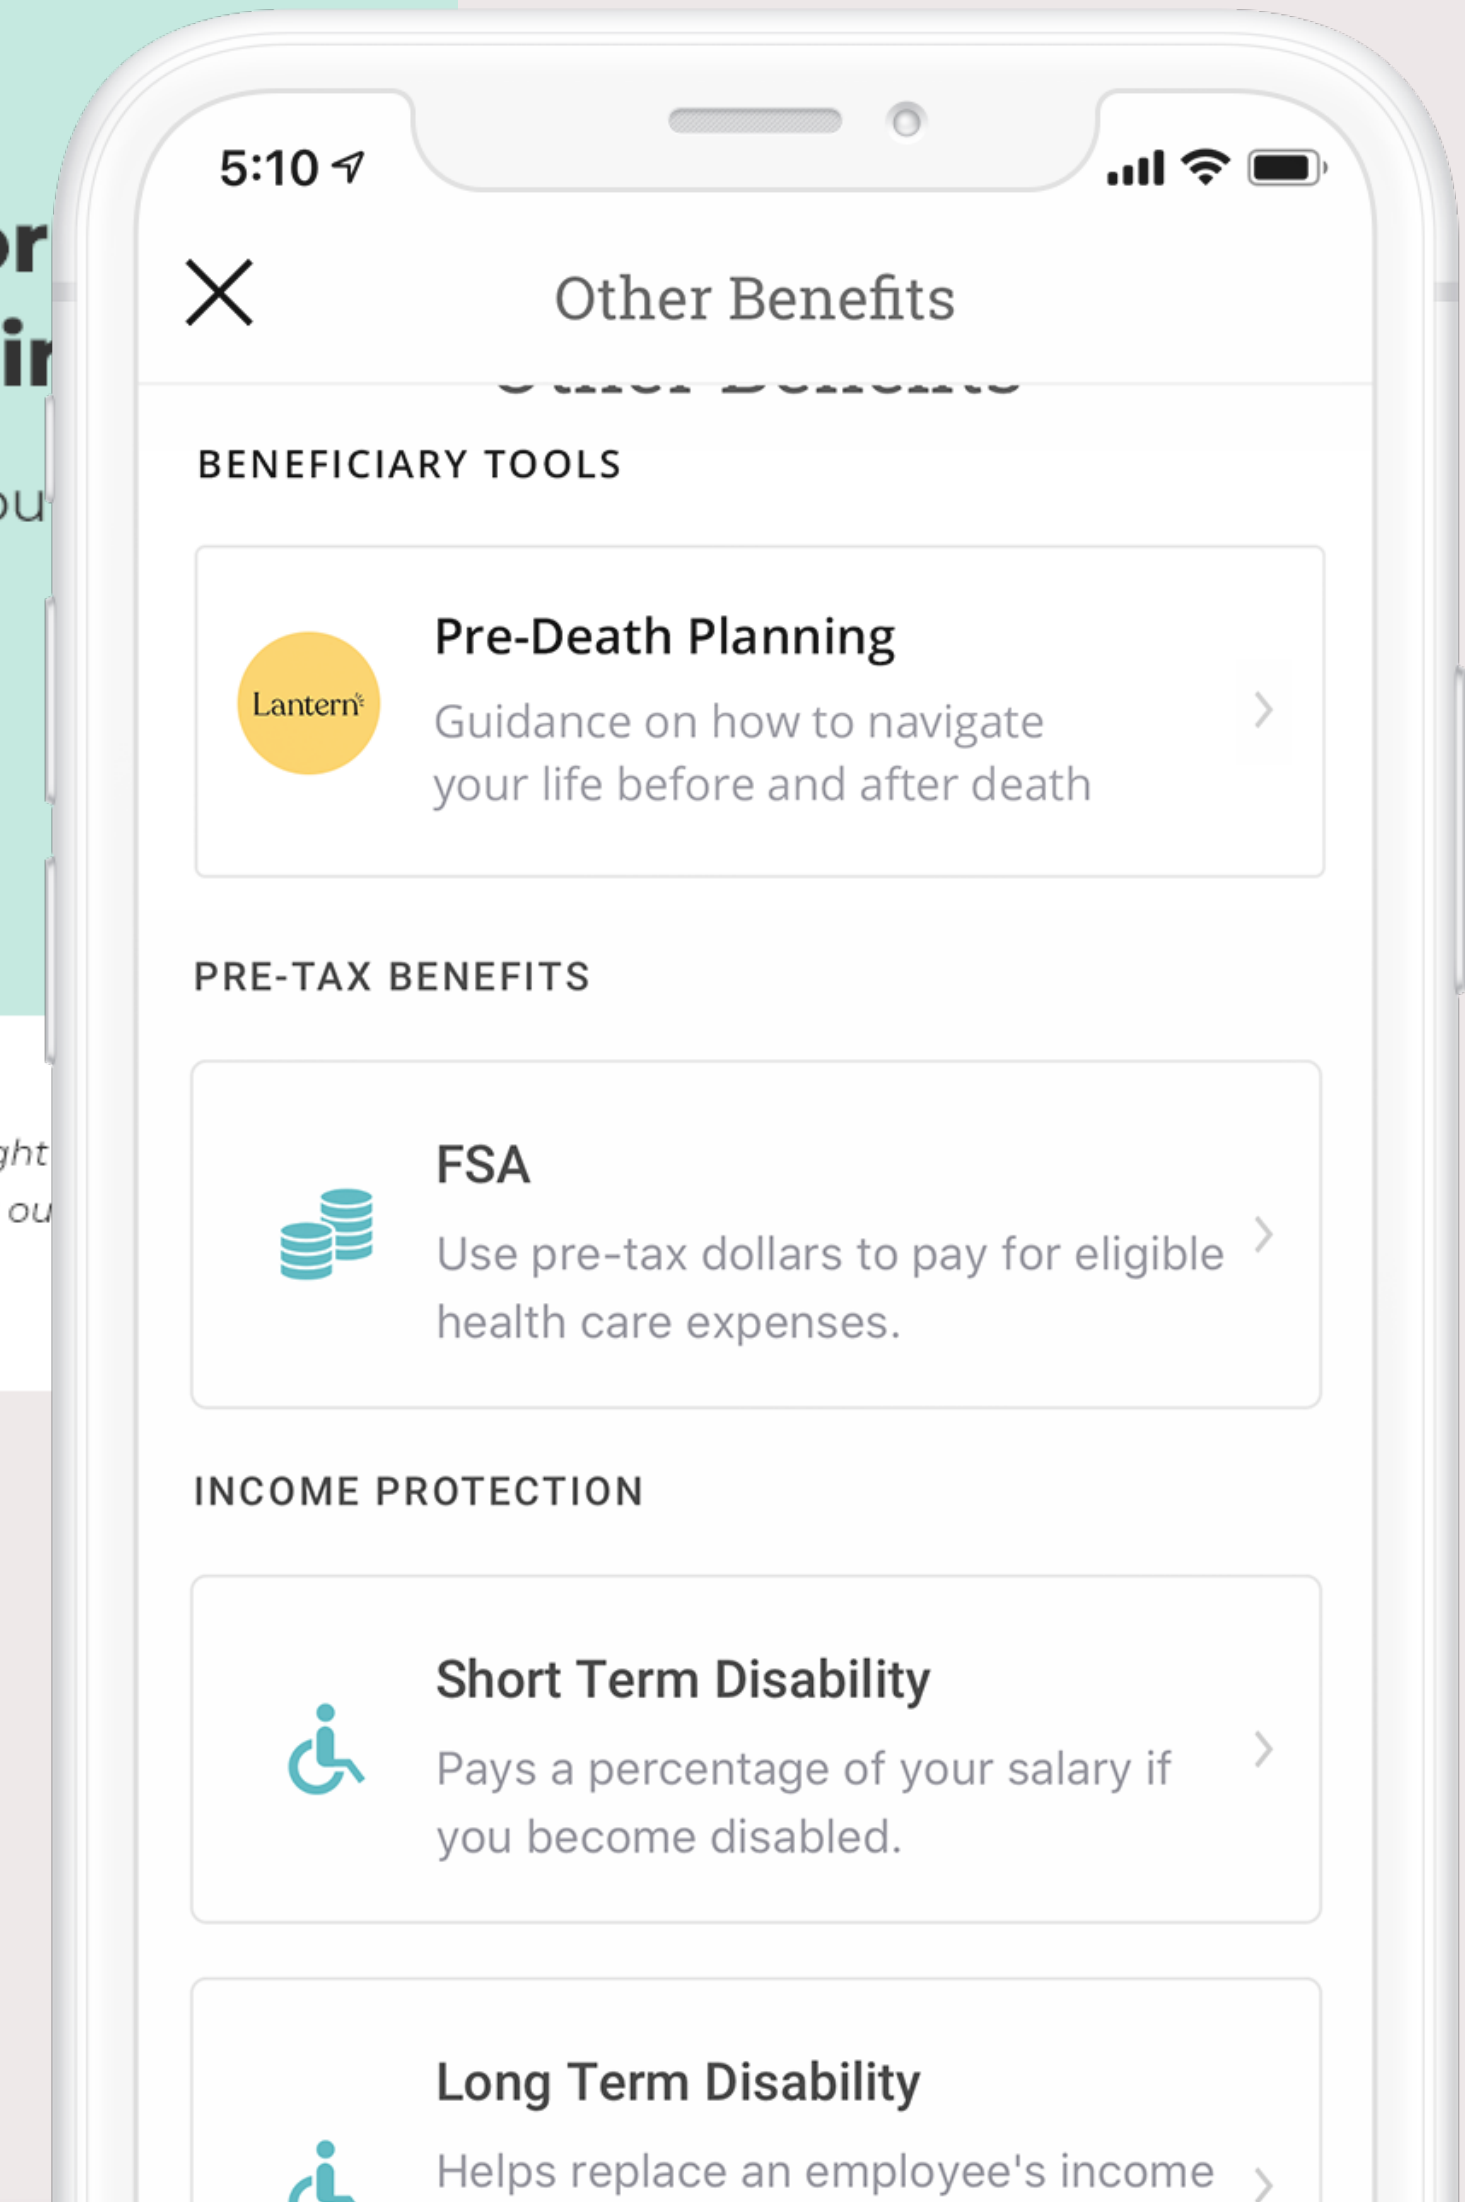 5:10
Other Benefits
Other Benefits
BENEFICIARY TOOLS
Lantern
Pre-Death Planning
Guidance on how to navigate
your life before and after death
PRE-TAX BENEFITS
FSA
Use pre-tax dollars to pay for eligible
health care expenses.
INCOME PROTECTION
Short Term Disability
Pays a percentage of your salary if
you become disabled.
Long Term Disability
Helps replace an employee's income